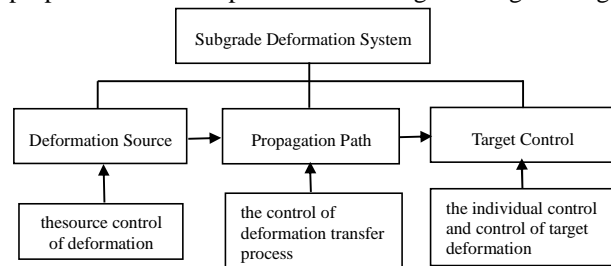 Subgrade Deformation System
Deformation Source
Propagation Path
Target Control
thesource control
of deformation
the control of
deformation transfer
process
the individual control
and control of target
deformation